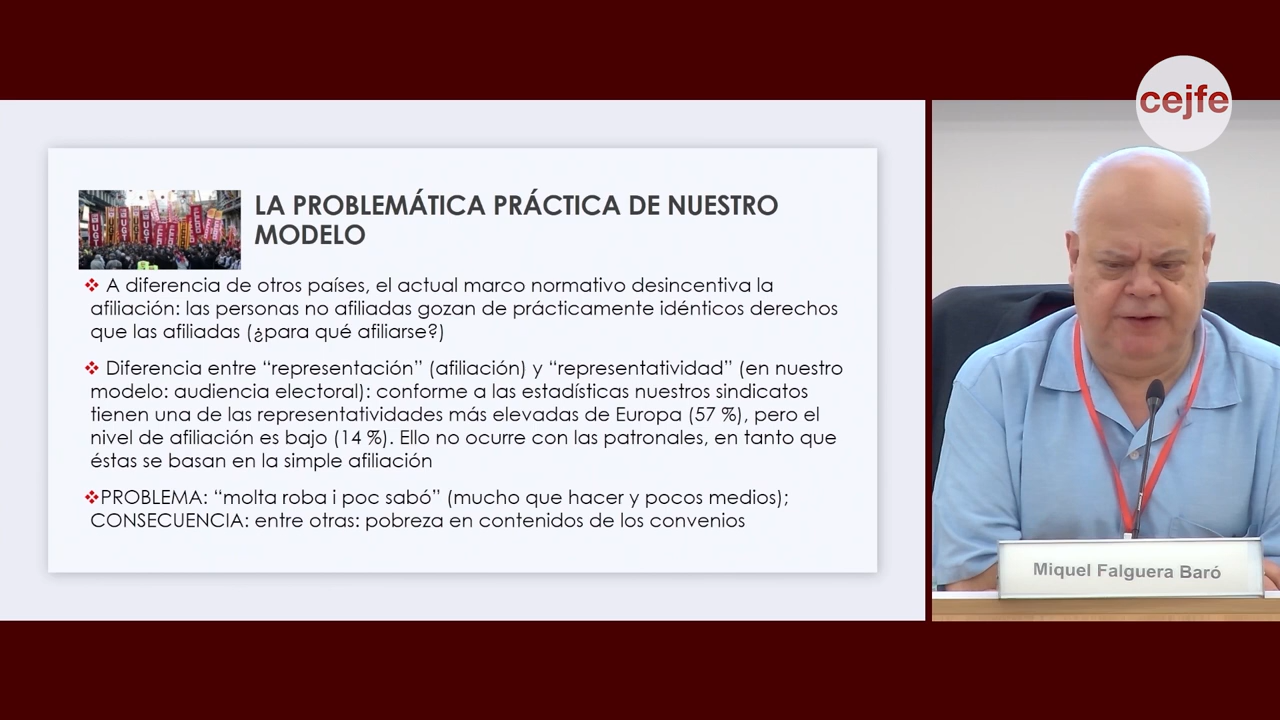 cejfe
LA PROBLEMÁTICA PRÁCTICA DE NUESTRO
MODELO
❖ A diferencia de otros países, el actual marco normativo desincentiva la
afiliación: las personas no afiliadas gozan de prácticamente idénticos derechos
que las afiliadas (¿para qué afiliarse?)
❖ Diferencia entre “representación” (afiliación) y “representatividad” (en nuestro
modelo: audiencia electoral): conforme a las estadísticas nuestros sindicatos
tienen una de las representatividades más elevadas de Europa (57 %), pero el
nivel de afiliación es bajo (14 %). Ello no ocurre con las patronales, en tanto que
éstas se basan en la simple afiliación
❖PROBLEMA: “molta roba i poc sabó” (mucho que hacer y pocos medios);
CONSECUENCIA: entre otras: pobreza en contenidos de los convenios
UGT
UGT
UGT
Miquel Falguera Baró